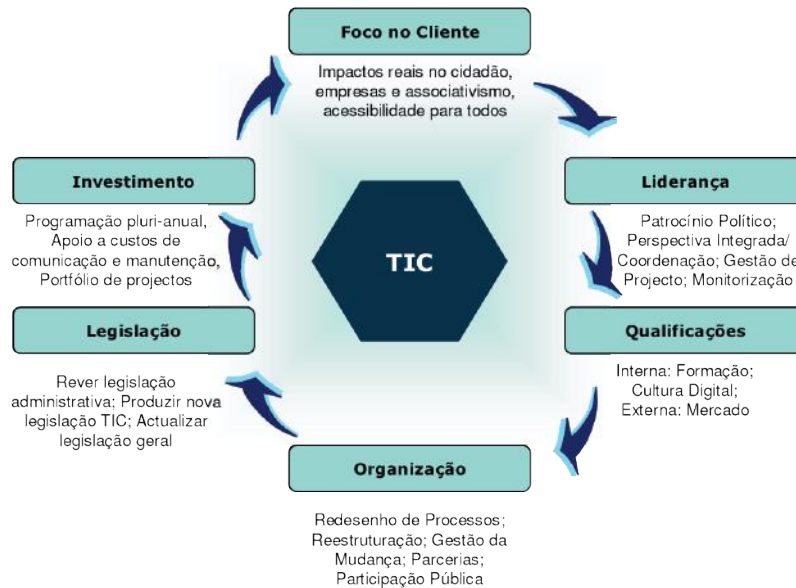 Foco no Cliente
Impactos reais no cidadão,
empresas e associativismo,
acessibilidade para todos
Investimento
Programação pluri-anual,
Apoio a custos de
comunicação e manutenção,
Portfólio de projectos
Liderança
Patrocínio Político;
Perspectiva Integrada/
Coordenação; Gestão de
Projecto; Monitorização
TIC
Legislação
Rever legislação
administrativa; Produzir nova
legislação TIC; Actualizar
legislação geral
Qualificações
Interna: Formação;
Cultura Digital;
Externa: Mercado
Organização
Redesenho de Processos;
Reestruturação; Gestão da
Mudança; Parcerias;
Participação Pública